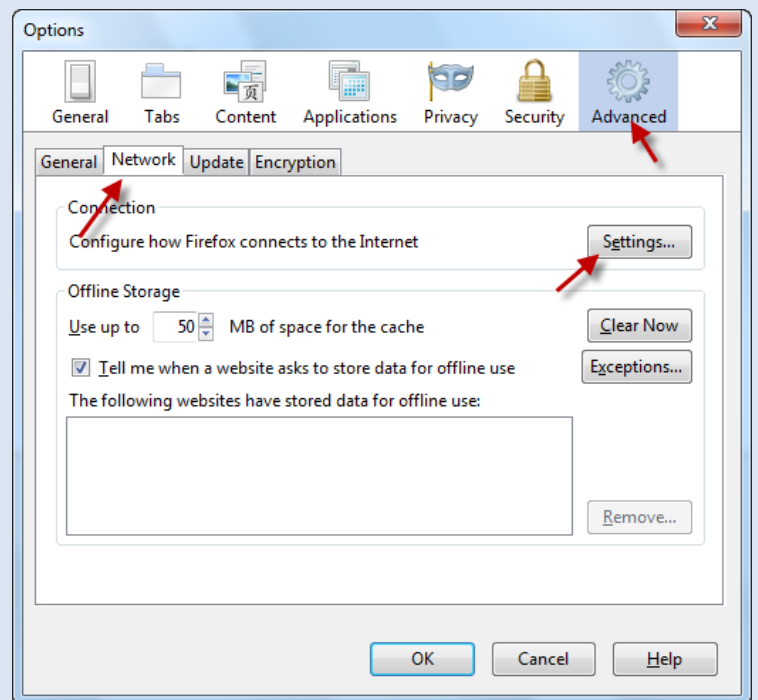 Options
General Tabs Content Applications Privacy Security Advanced
General Network Update Encryption
Connection
Configure how Firefox connects to the Internet Settings...
Offline Storage
Use up to 50 MB of space for the cache Clear Now
Tell me when a website asks to store data for offline use Exceptions...
The following websites have stored data for offline use:
Remove...
OK Cancel Help